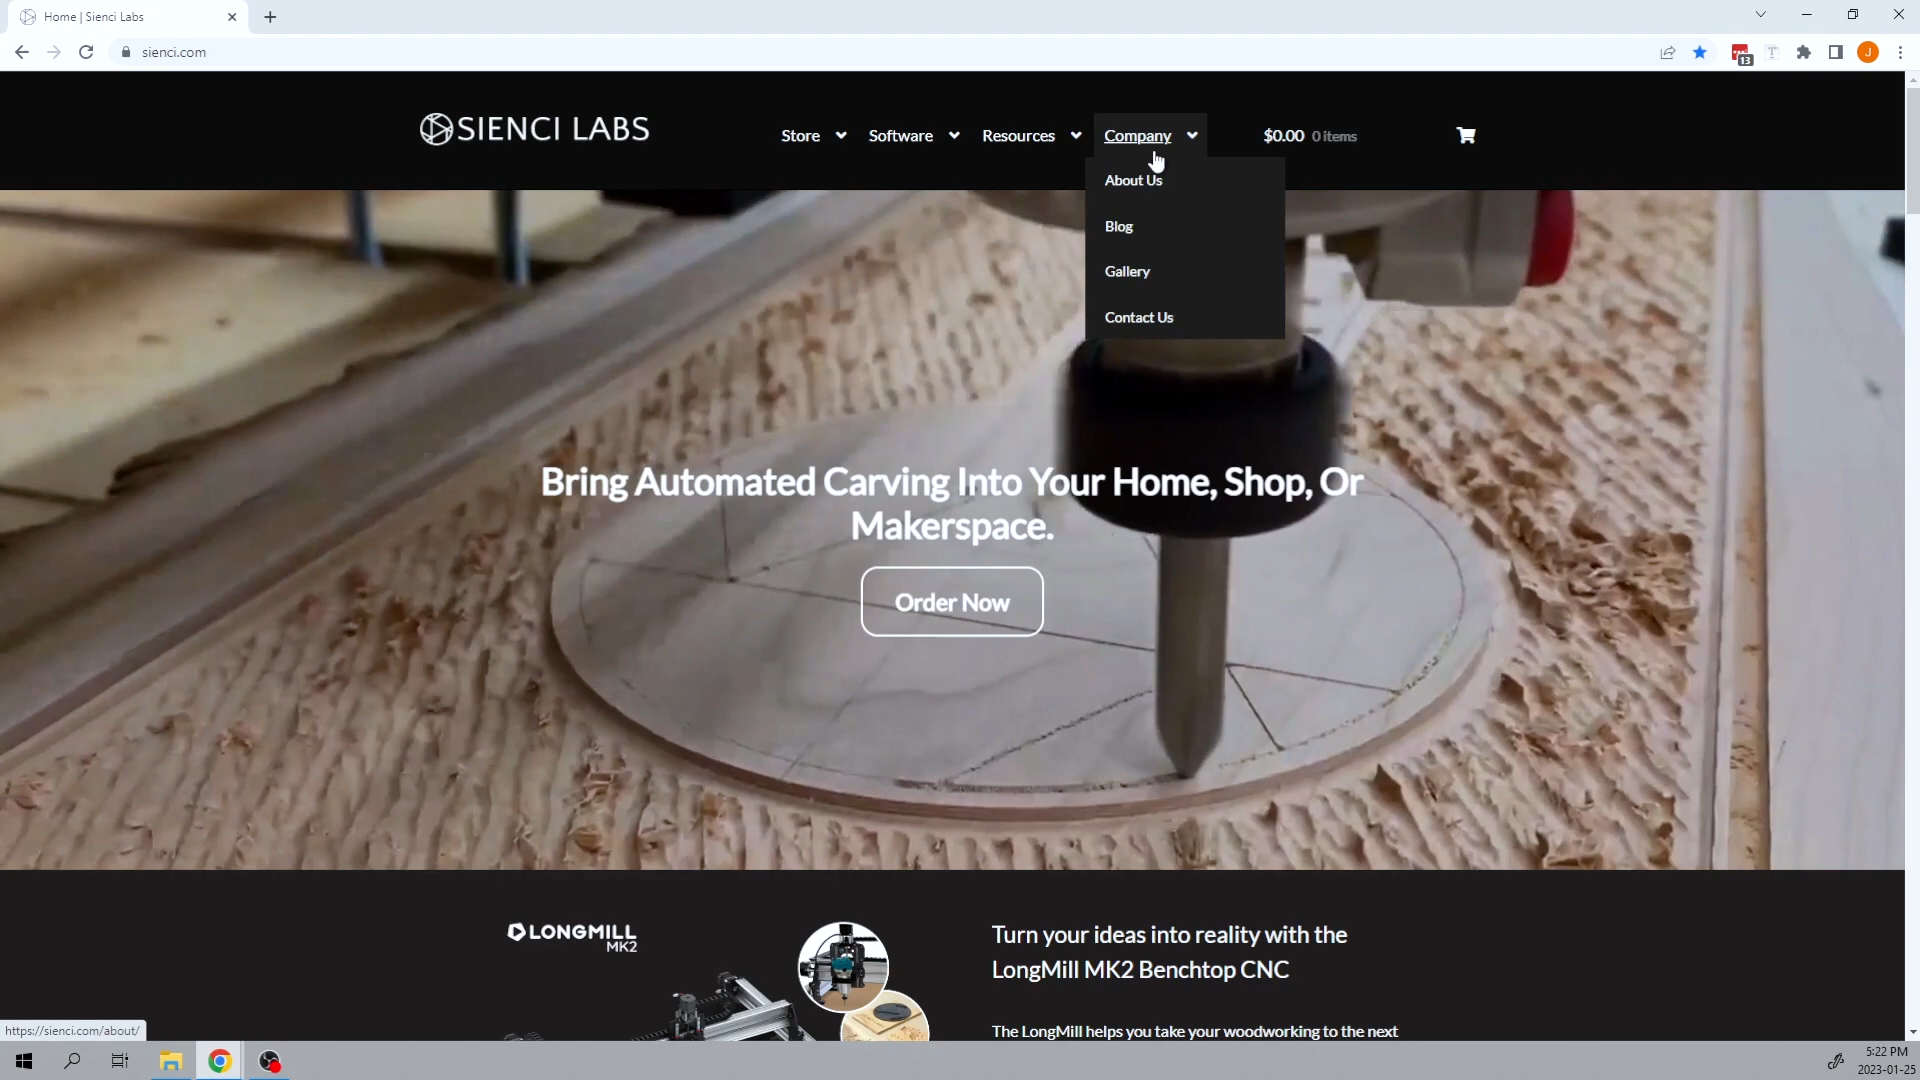 Home | Sienci Labs
sienci.com
13
J
SIENCI LABS
Store
Software
Resources
Company
$0.00 0 items
About Us
Blog
Gallery
Contact Us
Bring Automated Carving Into Your Home, Shop, Or
Makerspace.
Order Now
LONGMILL
MK2
Turn your ideas into reality with the
LongMill MK2 Benchtop CNC
The LongMill helps you take your woodworking to the next
https://sienci.com/about/
5:22 PM
2023-01-25